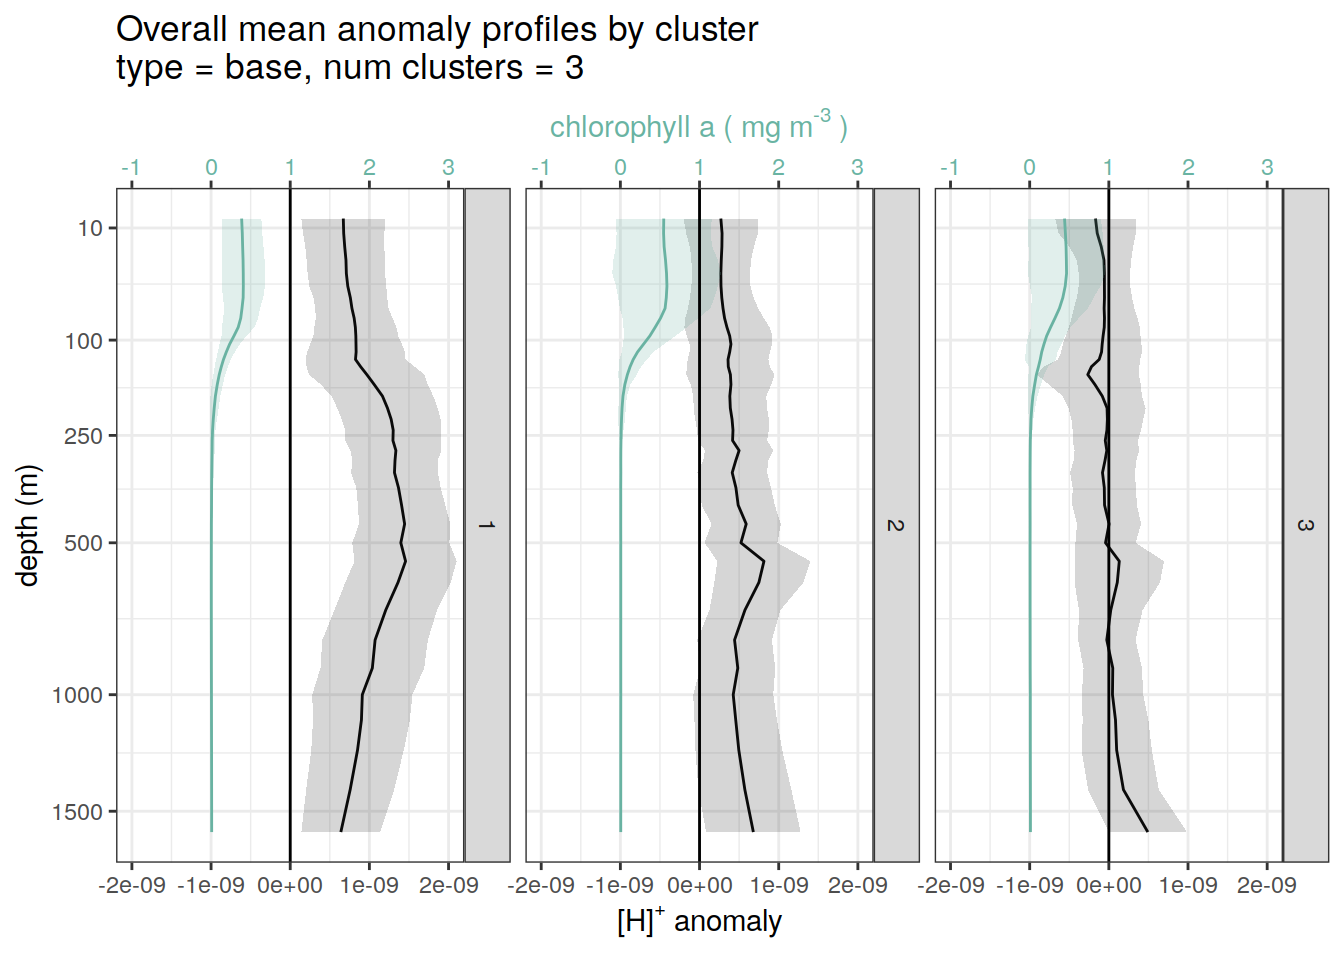 Overall mean anomaly profiles by cluster
type = base, num clusters = 3
chlorophyll a ( mg m⁻³ )
-1 0 1 2 3 -1 0 1 2 3 -1 0 1 2 3
10
100
250
500
1000
1500
depth (m)
1
2
3
-2e-09 -1e-09 0e+00 1e-09 2e-09 -2e-09 -1e-09 0e+00 1e-09 2e-09 -2e-09 -1e-09 0e+00 1e-09 2e-09
[H]⁺ anomaly